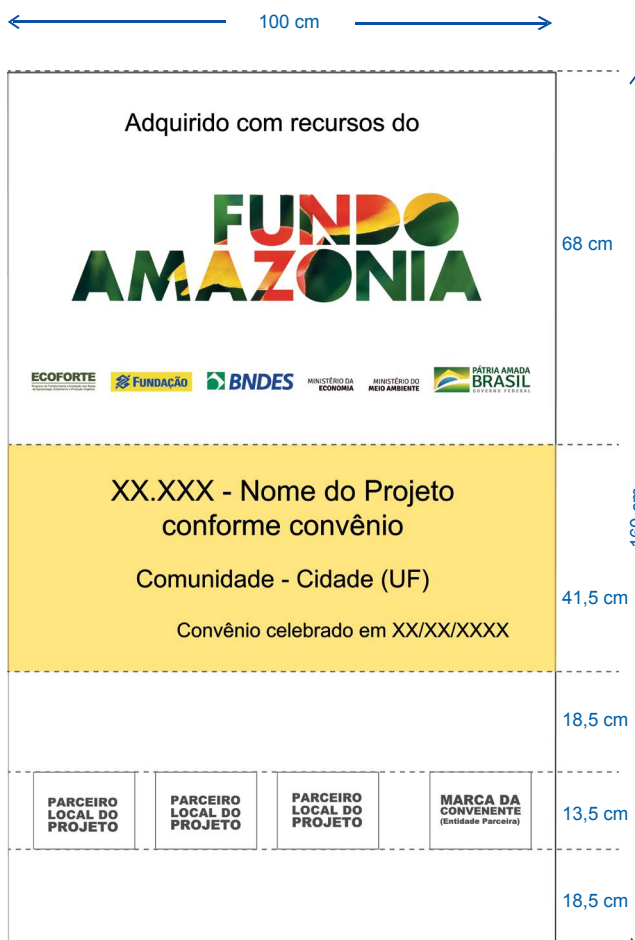 100 cm
Adquirido com recursos do
FUNDO
AMAZÔNIA
68 cm
ECOFORTE
FUNDAÇÃO
BNDES
MINISTÉRIO DA
ECONOMIA
MINISTÉRIO DO
MEIO AMBIENTE
PÁTRIA AMADA
BRASIL
GOVERNO FEDERAL
XX.XXX - Nome do Projeto
conforme convênio
Comunidade - Cidade (UF)
Convênio celebrado em XX/XX/XXXX
41,5 cm
18,5 cm
PARCEIRO
LOCAL DO
PROJETO
PARCEIRO
LOCAL DO
PROJETO
PARCEIRO
LOCAL DO
PROJETO
MARCA DA
CONVENENTE
(Entidade Parceira)
13,5 cm
18,5 cm